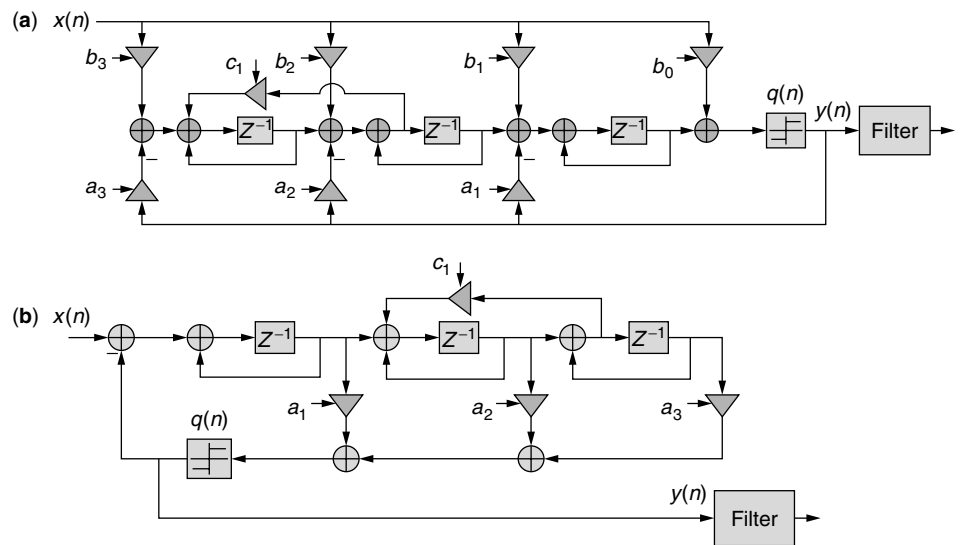 (a) x(n)
b₃
c₁
b₂
b₁
b₀
q(n)
y(n)
Z⁻¹
Z⁻¹
Z⁻¹
Filter
−
−
−
a₃
a₂
a₁
c₁
(b) x(n)
−
Z⁻¹
Z⁻¹
Z⁻¹
q(n)
a₁
a₂
a₃
y(n)
Filter